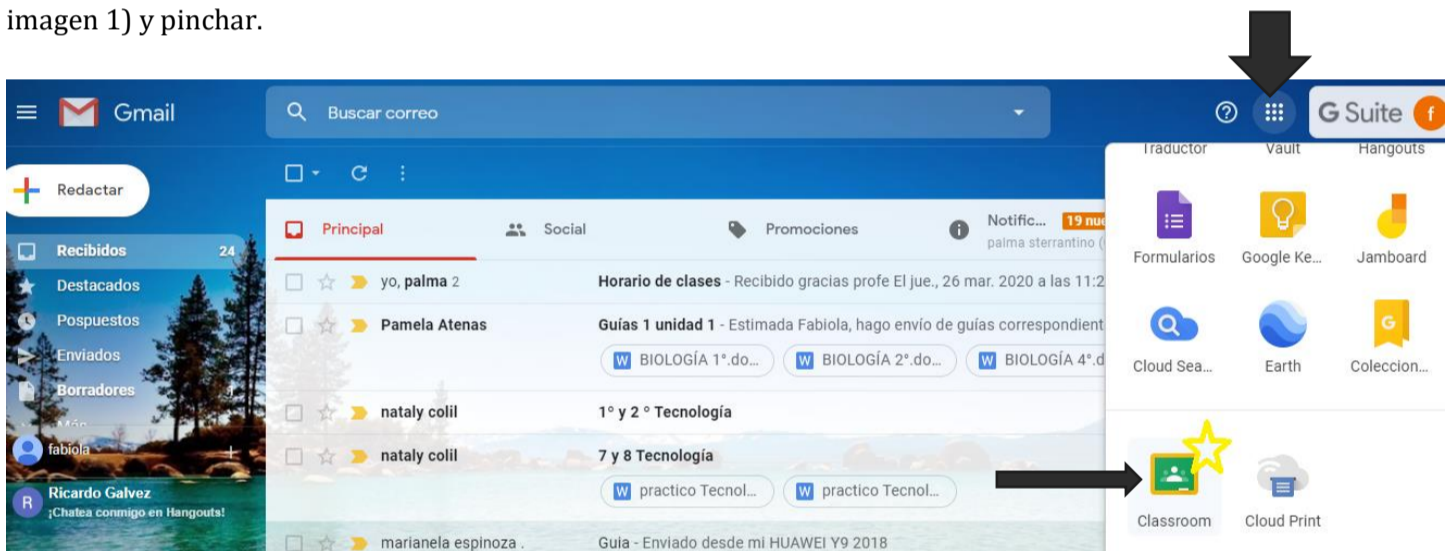 imagen 1) y pinchar.
Gmail
Buscar correo
G Suite f
Traductor Vault Hangouts
Redactar
Principal Social Promociones Notific... 19 nue
palma sterrantino (
Formularios Google Ke... Jamboard
Recibidos 24
Destacados
Pospuestos
Enviados
Borradores
Más
yo, palma 2 Horario de clases - Recibido gracias profe El jue., 26 mar. 2020 a las 11:2
Pamela Atenas Guías 1 unidad 1 - Estimada Fabiola, hago envío de guías correspondient
W BIOLOGÍA 1°.do... W BIOLOGÍA 2°.do... W BIOLOGÍA 4°.d
Cloud Sea... Earth Coleccion...
nataly colil 1° y 2 ° Tecnología
nataly colil 7 y 8 Tecnología
W practico Tecnol... W practico Tecnol...
fabiola
R Ricardo Galvez
¡Chatea conmigo en Hangouts!
Classroom Cloud Print
marianela espinoza . Guia - Enviado desde mi HUAWEI Y9 2018